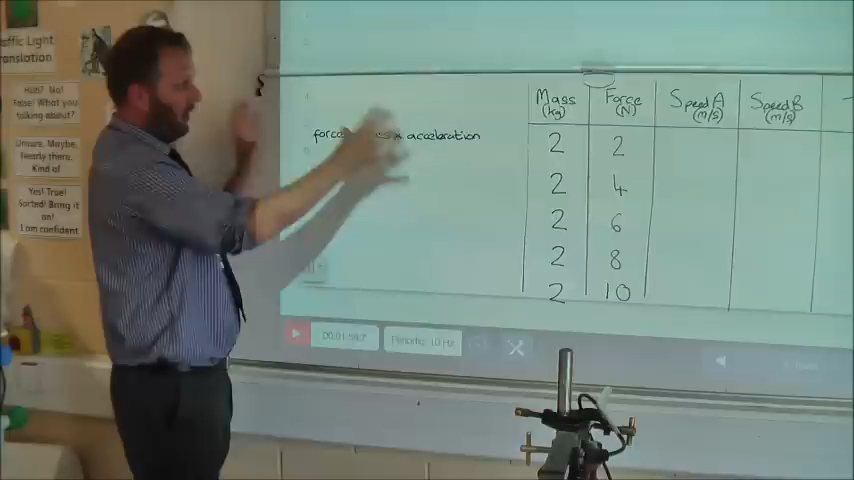 Traffic Light
Translation
Huh? No!
False! What you
talking about?
Unsure, Maybe,
Nearly there,
Kind of
Yes! True!
Sorted! Bring it
on!
I am confident
force
x acceleration
Mass
(kg)
Force
(N)
Speed A
(m/s)
Speed B
(m/s)
2 2
2 4
2 6
2 8
2 10
Periodic: 10 Hz